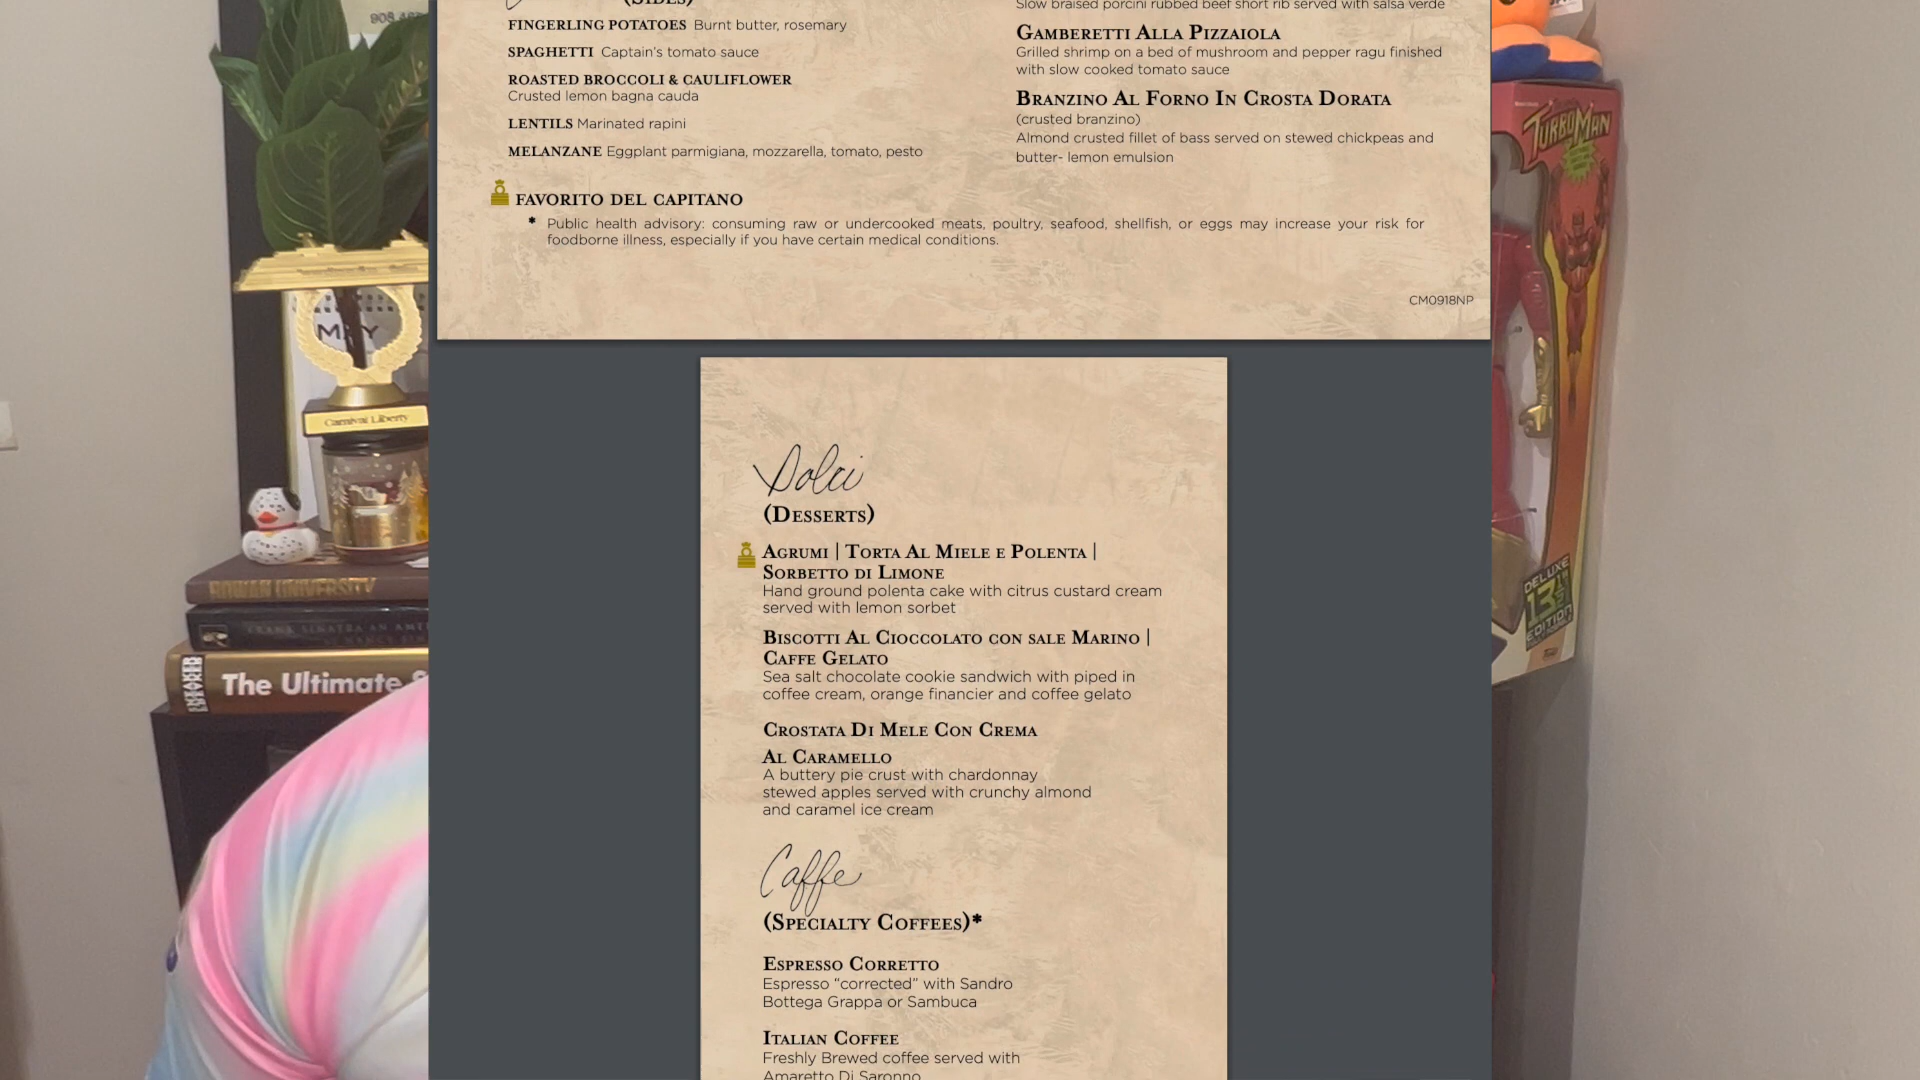 (Sides)
Fingerling Potatoes Burnt butter, rosemary
Spaghetti Captain's tomato sauce
Roasted Broccoli & Cauliflower
Crusted lemon bagna cauda
Lentils Marinated rapini
Melanzane Eggplant parmigiana, mozzarella, tomato, pesto
Slow braised porcini rubbed beef short rib served with salsa verde
Gamberetti Alla Pizzaiola
Grilled shrimp on a bed of mushroom and pepper ragu finished
with slow cooked tomato sauce
Branzino Al Forno In Crosta Dorata
(crusted branzino)
Almond crusted fillet of bass served on stewed chickpeas and
butter- lemon emulsion
Favorito del Capitano
* Public health advisory: consuming raw or undercooked meats, poultry, seafood, shellfish, or eggs may increase your risk for
foodborne illness, especially if you have certain medical conditions.
CM0918NP
Dolci
(Desserts)
Agrumi | Torta Al Miele e Polenta |
Sorbetto di Limone
Hand ground polenta cake with citrus custard cream
served with lemon sorbet
Biscotti Al Cioccolato con sale Marino |
Caffe Gelato
Sea salt chocolate cookie sandwich with piped in
coffee cream, orange financier and coffee gelato
Crostata Di Mele Con Crema
Al Caramello
A buttery pie crust with chardonnay
stewed apples served with crunchy almond
and caramel ice cream
Caffe
(Specialty Coffees)*
Espresso Corretto
Espresso "corrected" with Sandro
Bottega Grappa or Sambuca
Italian Coffee
Freshly Brewed coffee served with
Amaretto Di Saronno
Carnival Liberty
ROWAN UNIVERSITY
FRANK SINATRA AN AME
The Ultimate
TURBO MAN
DELUXE
13.5"
EDITION
Funko